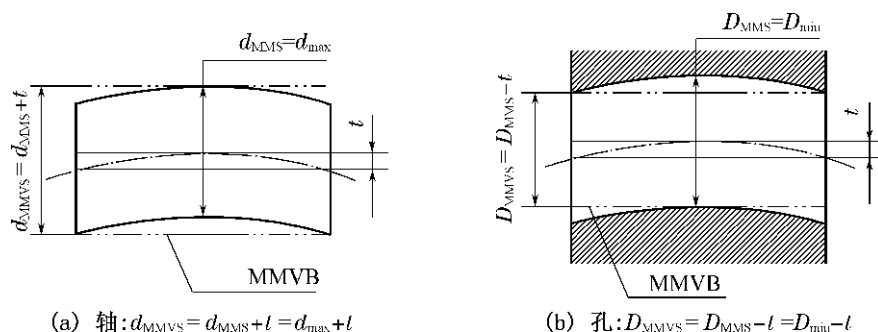 d_MMS=d_max
d_MMVS=d_MMS+t
t
MMVB
(a) 轴:d_MMVS=d_MMS+t=d_max+t
D_MMS=D_min
D_MMVS=D_MMS-t
t
MMVB
(b) 孔:D_MMVS=D_MMS-t=D_min-t